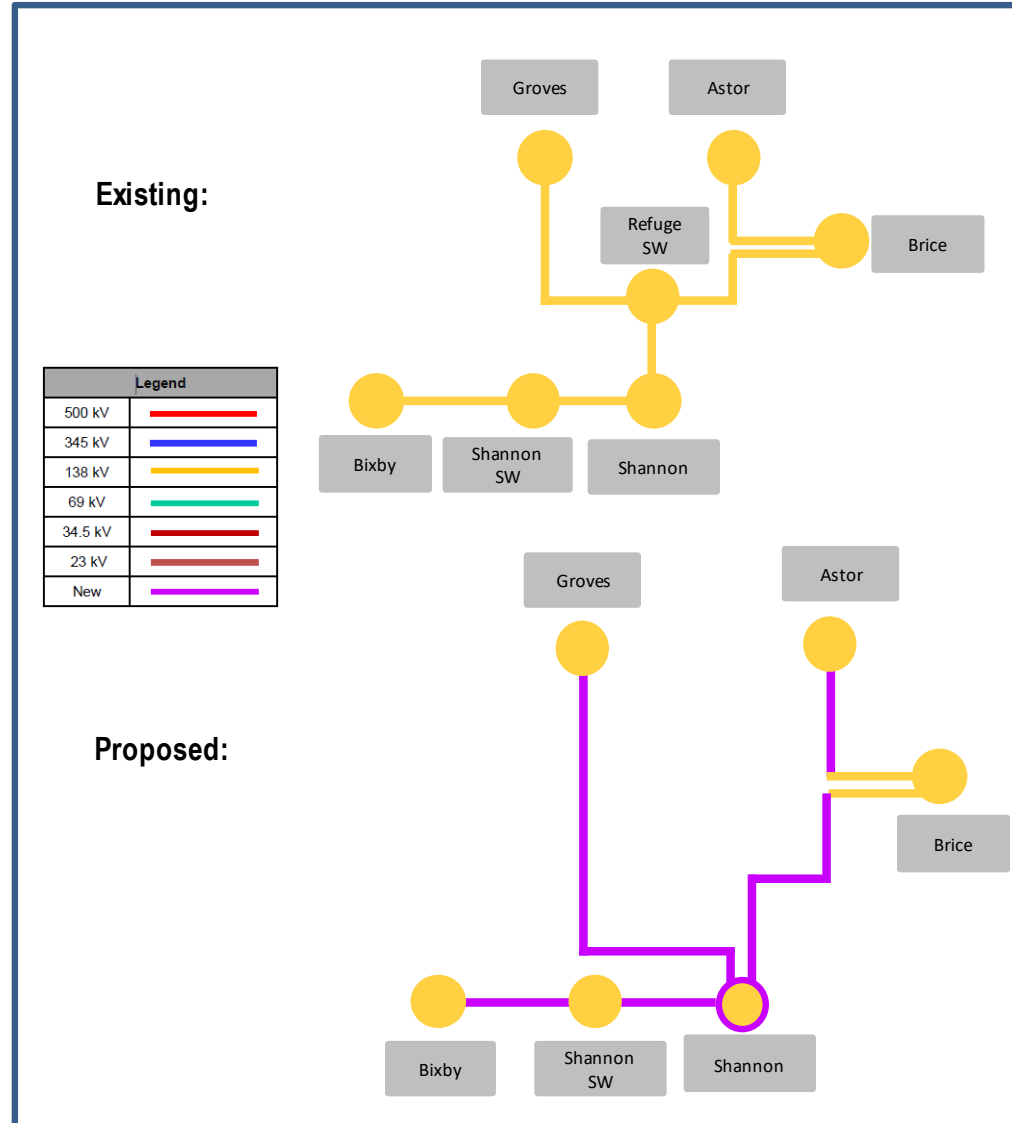 Groves
Astor
Existing:
Refuge
SW
Brice
Legend
500 kV
345 kV
138 kV
69 kV
34.5 kV
23 kV
New
Bixby
Shannon
SW
Shannon
Groves
Astor
Proposed:
Brice
Bixby
Shannon
SW
Shannon